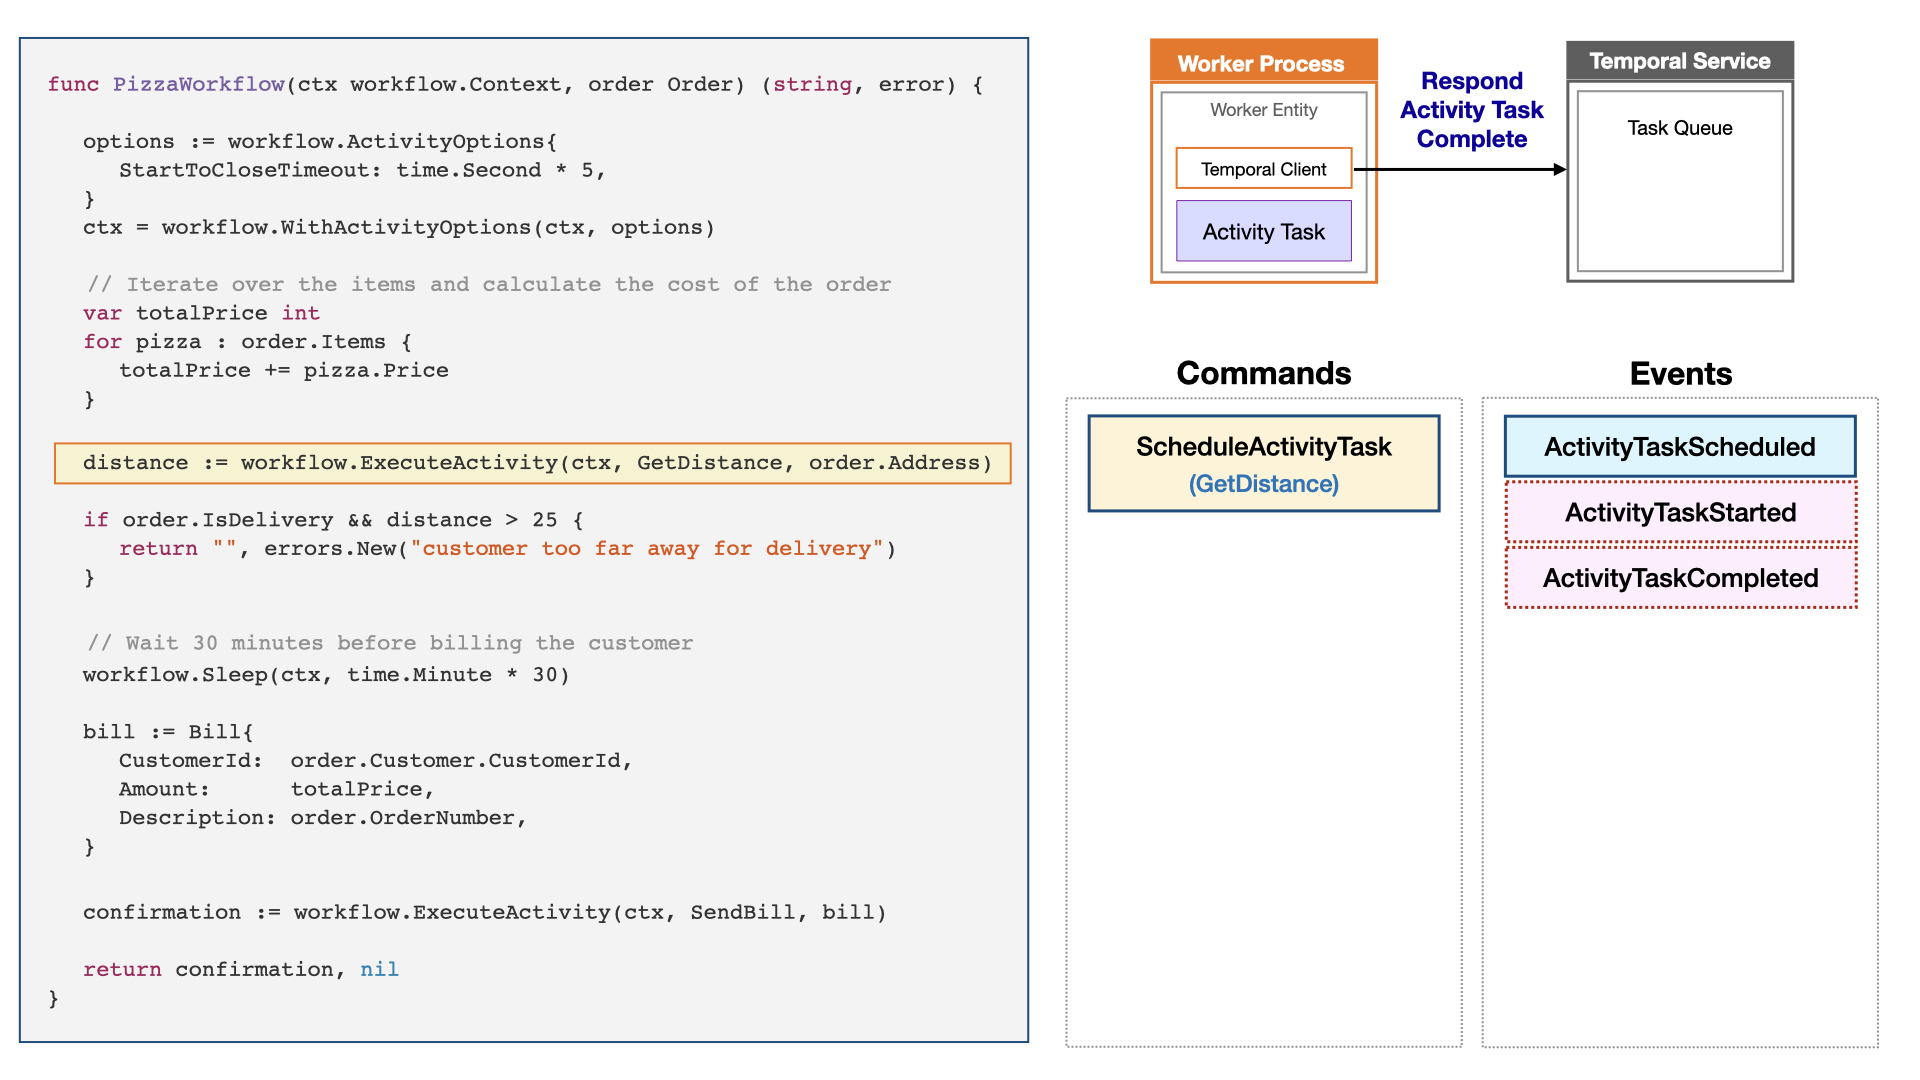 func PizzaWorkflow(ctx workflow.Context, order Order) (string, error) {
options := workflow.ActivityOptions{
StartToCloseTimeout: time.Second * 5,
}
ctx = workflow.WithActivityOptions(ctx, options)
// Iterate over the items and calculate the cost of the order
var totalPrice int
for pizza : order.Items {
totalPrice += pizza.Price
}
distance := workflow.ExecuteActivity(ctx, GetDistance, order.Address)
if order.IsDelivery && distance > 25 {
return "", errors.New("customer too far away for delivery")
}
// Wait 30 minutes before billing the customer
workflow.Sleep(ctx, time.Minute * 30)
bill := Bill{
CustomerId: order.Customer.CustomerId,
Amount: totalPrice,
Description: order.OrderNumber,
}
confirmation := workflow.ExecuteActivity(ctx, SendBill, bill)
return confirmation, nil
}
Worker Process
Worker Entity
Temporal Client
Activity Task
Respond
Activity Task
Complete
Temporal Service
Task Queue
Commands
ScheduleActivityTask
(GetDistance)
Events
ActivityTaskScheduled
ActivityTaskStarted
ActivityTaskCompleted